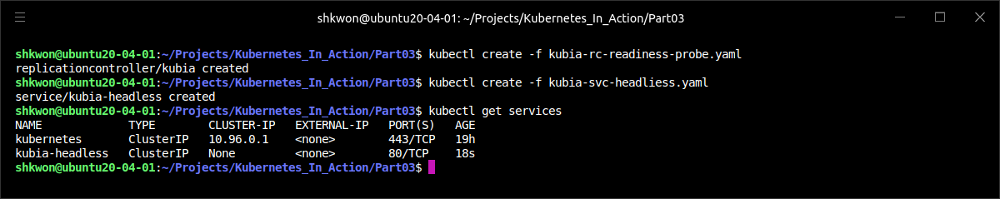 shkwon@ubuntu20-04-01: ~/Projects/Kubernetes_In_Action/Part03
shkwon@ubuntu20-04-01:~/Projects/Kubernetes_In_Action/Part03$ kubectl create -f kubia-rc-readiness-probe.yaml
replicationcontroller/kubia created
shkwon@ubuntu20-04-01:~/Projects/Kubernetes_In_Action/Part03$ kubectl create -f kubia-svc-headliess.yaml
service/kubia-headless created
shkwon@ubuntu20-04-01:~/Projects/Kubernetes_In_Action/Part03$ kubectl get services
NAME             TYPE        CLUSTER-IP   EXTERNAL-IP   PORT(S)   AGE
kubernetes       ClusterIP   10.96.0.1    <none>        443/TCP   19h
kubia-headless   ClusterIP   None         <none>        80/TCP    18s
shkwon@ubuntu20-04-01:~/Projects/Kubernetes_In_Action/Part03$